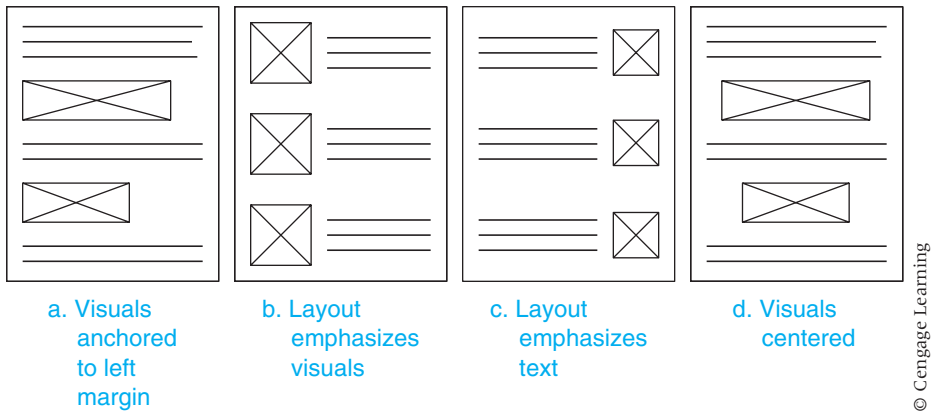 a. Visuals
anchored
to left
margin
b. Layout
emphasizes
visuals
c. Layout
emphasizes
text
d. Visuals
centered
© Cengage Learning